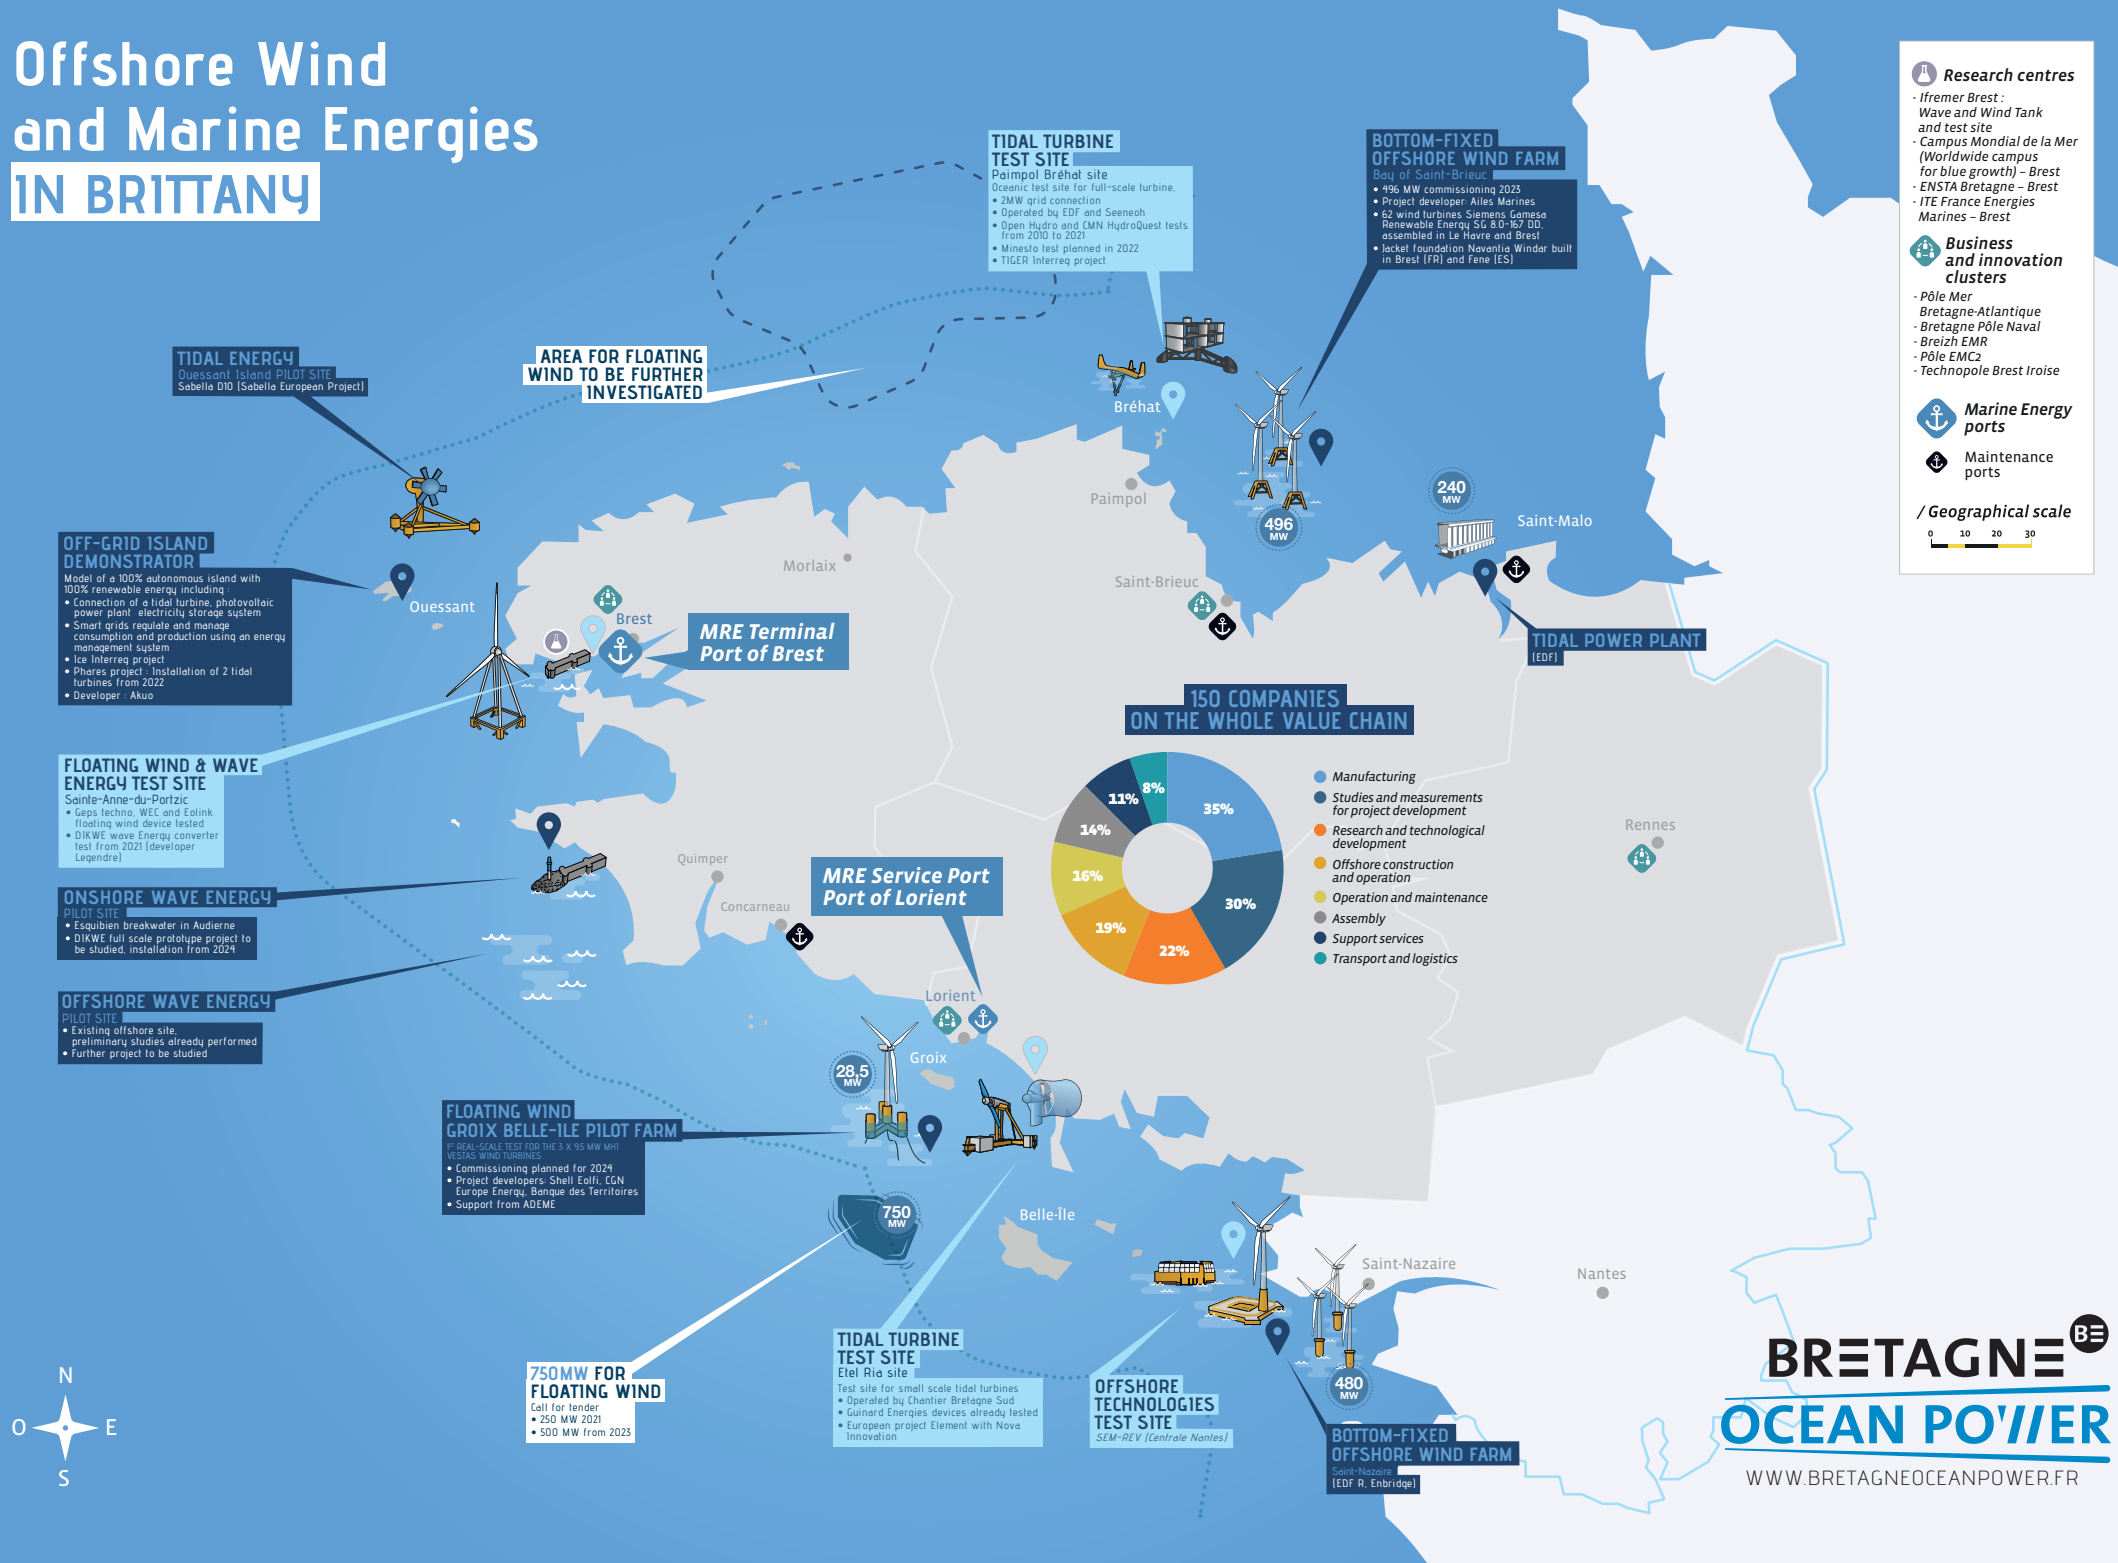 Offshore Wind
and Marine Energies
IN BRITTANY
TIDAL TURBINE
TEST SITE
Paimpol Bréhat site
Oceanic test site for full-scale turbine,
• 2MW grid connection
• Operated by EDF and Seeneoh
• Open Hydro and CMN HydroQuest tests
from 2010 to 2021
• Minesto test planned in 2022
• TIGER Interreg project
BOTTOM-FIXED
OFFSHORE WIND FARM
Bay of Saint-Brieuc
• 496 MW commissioning 2023
• Project developer: Ailes Marines
• 62 wind turbines Siemens Gamesa
Renewable Energy SG 8.0-167 DD,
assembled in Le Havre and Brest
• Jacket foundation Navantia Windar built
in Brest (FR) and Fene (ES)
Research centres
- Ifremer Brest :
Wave and Wind Tank
and test site
- Campus Mondial de la Mer
(Worldwide campus
for blue growth) – Brest
- ENSTA Bretagne – Brest
- ITE France Energies
Marines – Brest
Business
and innovation
clusters
- Pôle Mer
Bretagne-Atlantique
- Bretagne Pôle Naval
- Breizh EMR
- Pôle EMC2
- Technopole Brest Iroise
Marine Energy
ports
Maintenance
ports
/ Geographical scale
0 10 20 30
TIDAL ENERGY
Ouessant Island PILOT SITE
Sabella D10 (Sabella European Project)
AREA FOR FLOATING
WIND TO BE FURTHER
INVESTIGATED
Bréhat
Paimpol
496
MW
240
MW
Saint-Malo
Morlaix
Saint-Brieuc
OFF-GRID ISLAND
DEMONSTRATOR
Model of a 100% autonomous island with
100% renewable energy including :
• Connection of a tidal turbine, photovoltaic
power plant electricity storage system
• Smart grids regulate and manage
consumption and production using an energy
management system
• Ice Interreg project
• Phares project : Installation of 2 tidal
turbines from 2022
• Developer : Akuo
Ouessant
Brest
MRE Terminal
Port of Brest
TIDAL POWER PLANT
(EDF)
FLOATING WIND & WAVE
ENERGY TEST SITE
Sainte-Anne-du-Portzic
• Geps techno, WEC and Eolink
floating wind device tested
• DIKWE wave Energy converter
test from 2021 (developer
Legendre)
150 COMPANIES
ON THE WHOLE VALUE CHAIN
35%
30%
22%
19%
16%
14%
11%
8%
Manufacturing
Studies and measurements
for project development
Research and technological
development
Offshore construction
and operation
Operation and maintenance
Assembly
Support services
Transport and logistics
Rennes
Quimper
Concarneau
MRE Service Port
Port of Lorient
ONSHORE WAVE ENERGY
PILOT SITE
• Esquibien breakwater in Audierne
• DIKWE full scale prototype project to
be studied, installation from 2024
OFFSHORE WAVE ENERGY
PILOT SITE
• Existing offshore site,
preliminary studies already performed
• Further project to be studied
Lorient
Groix
28,5
MW
FLOATING WIND
GROIX BELLE-ILE PILOT FARM
1ST REAL-SCALE TEST FOR THE 3 X 9,5 MW MHI
VESTAS WIND TURBINES
• Commissioning planned for 2024
• Project developers: Shell Eolfi, CGN
Europe Energy, Banque des Territoires
• Support from ADEME
750
MW
Belle-Île
Saint-Nazaire
Nantes
480
MW
750MW FOR
FLOATING WIND
Call for tender
• 250 MW 2021
• 500 MW from 2023
TIDAL TURBINE
TEST SITE
Etel Ria site
Test site for small scale tidal turbines
• Operated by Chantier Bretagne Sud
• Guinard Energies devices already tested
• European project Element with Nova
Innovation
OFFSHORE
TECHNOLOGIES
TEST SITE
SEM-REV (Centrale Nantes)
BOTTOM-FIXED
OFFSHORE WIND FARM
Saint-Nazaire
(EDF R, Enbridge)
N
O E
S
BRETAGNE BE
OCEAN POWER
WWW.BRETAGNEOCEANPOWER.FR